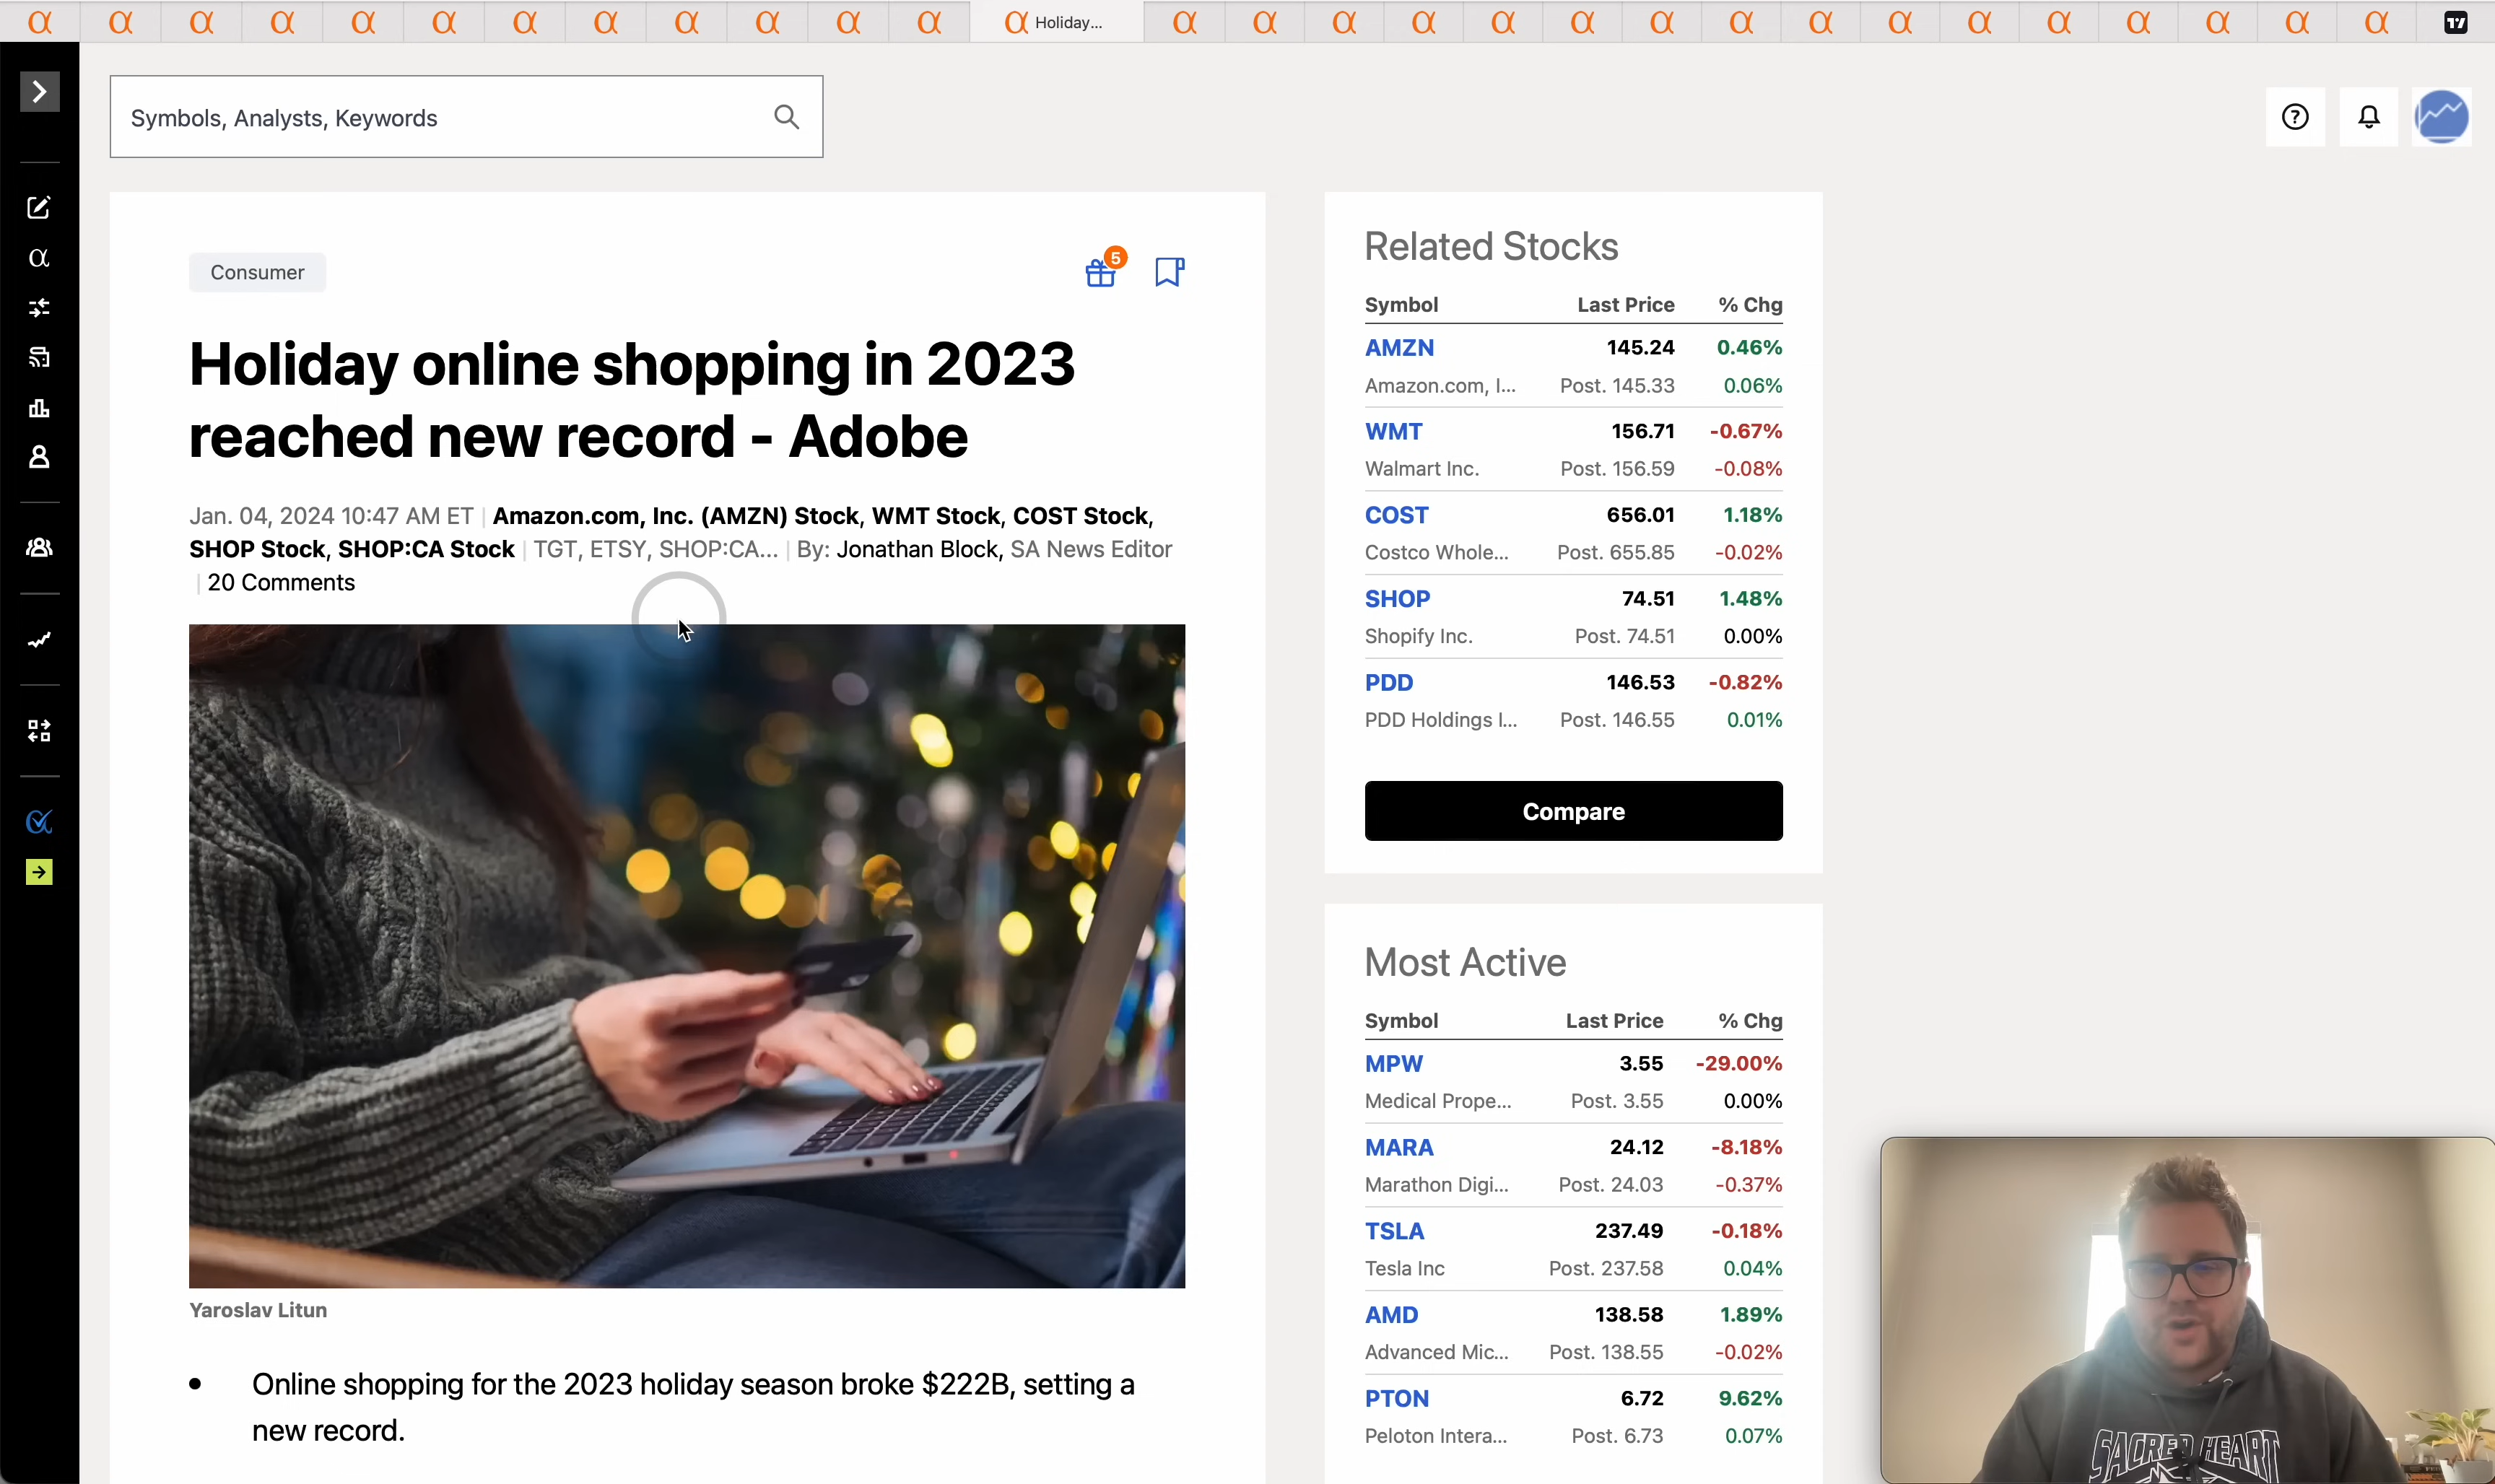 Holiday...
Symbols, Analysts, Keywords
Consumer
5
Holiday online shopping in 2023
reached new record - Adobe
Jan. 04, 2024 10:47 AM ET | Amazon.com, Inc. (AMZN) Stock, WMT Stock, COST Stock,
SHOP Stock, SHOP:CA Stock | TGT, ETSY, SHOP:CA... | By: Jonathan Block, SA News Editor
| 20 Comments
Yaroslav Litun
• Online shopping for the 2023 holiday season broke $222B, setting a
new record.
Related Stocks
Symbol Last Price % Chg
AMZN 145.24 0.46%
Amazon.com, I... Post. 145.33 0.06%
WMT 156.71 -0.67%
Walmart Inc. Post. 156.59 -0.08%
COST 656.01 1.18%
Costco Whole... Post. 655.85 -0.02%
SHOP 74.51 1.48%
Shopify Inc. Post. 74.51 0.00%
PDD 146.53 -0.82%
PDD Holdings I... Post. 146.55 0.01%
Compare
Most Active
Symbol Last Price % Chg
MPW 3.55 -29.00%
Medical Prope... Post. 3.55 0.00%
MARA 24.12 -8.18%
Marathon Digi... Post. 24.03 -0.37%
TSLA 237.49 -0.18%
Tesla Inc Post. 237.58 0.04%
AMD 138.58 1.89%
Advanced Mic... Post. 138.55 -0.02%
PTON 6.72 9.62%
Peloton Intera... Post. 6.73 0.07%
SACRED HEART